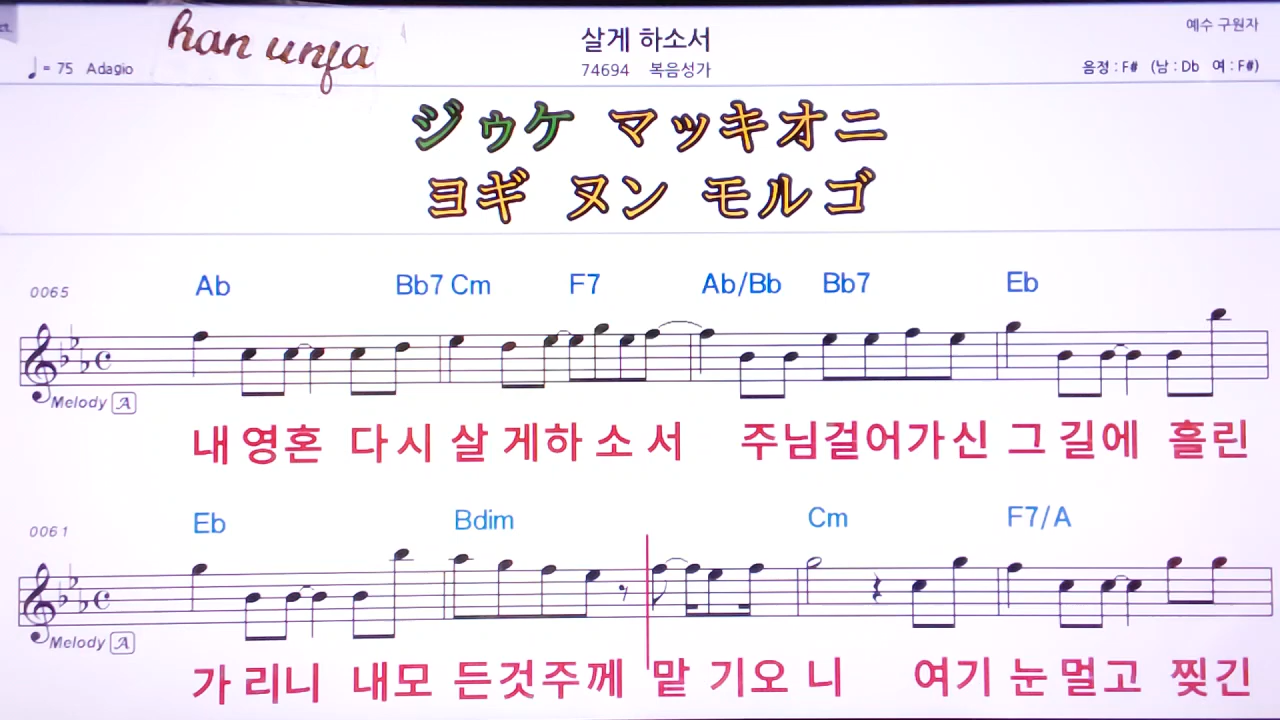 ct.
han unja
살게 하소서
예수 구원자
♩= 75 Adagio
74694 복음성가
음정 : F# (남 : Db 여 : F#)
ジゥケ マッキオニ
ヨギ ヌン モルゴ
0065
Ab Bb7 Cm F7 Ab/Bb Bb7 Eb
Melody A
내 영혼 다시 살 게하 소 서 주님걸어가신 그 길에 흘린
0061
Eb Bdim Cm F7/A
Melody A
가 리니 내모 든것주께 맡 기오 니 여기 눈 멀고 찢긴